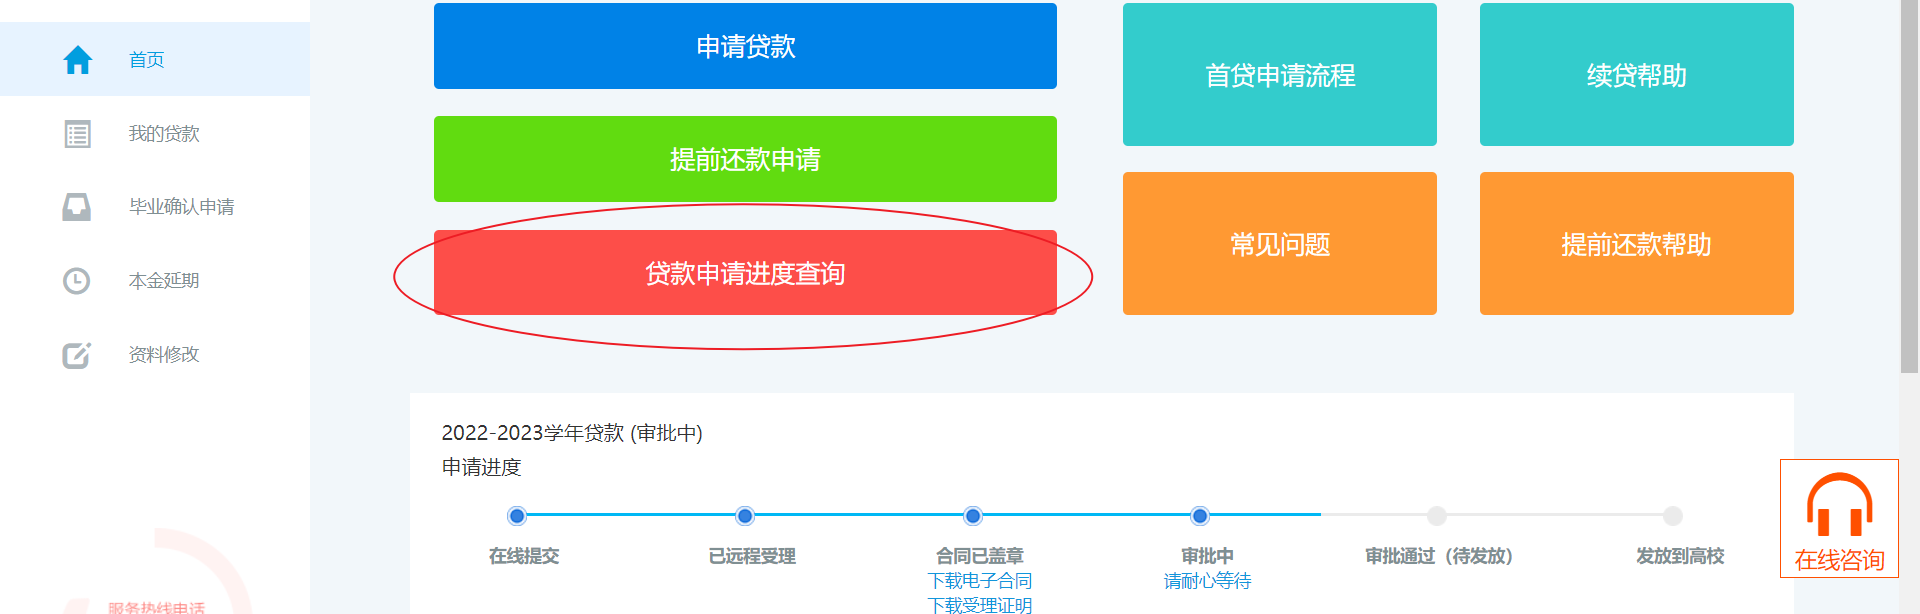 首页
我的贷款
毕业确认申请
本金延期
资料修改
服务热线电话
申请贷款
提前还款申请
贷款申请进度查询
首贷申请流程
续贷帮助
常见问题
提前还款帮助
2022-2023学年贷款 (审批中)
申请进度
在线提交
已远程受理
合同已盖章
下载电子合同
下载受理证明
审批中
请耐心等待
审批通过（待发放）
发放到高校
在线咨询